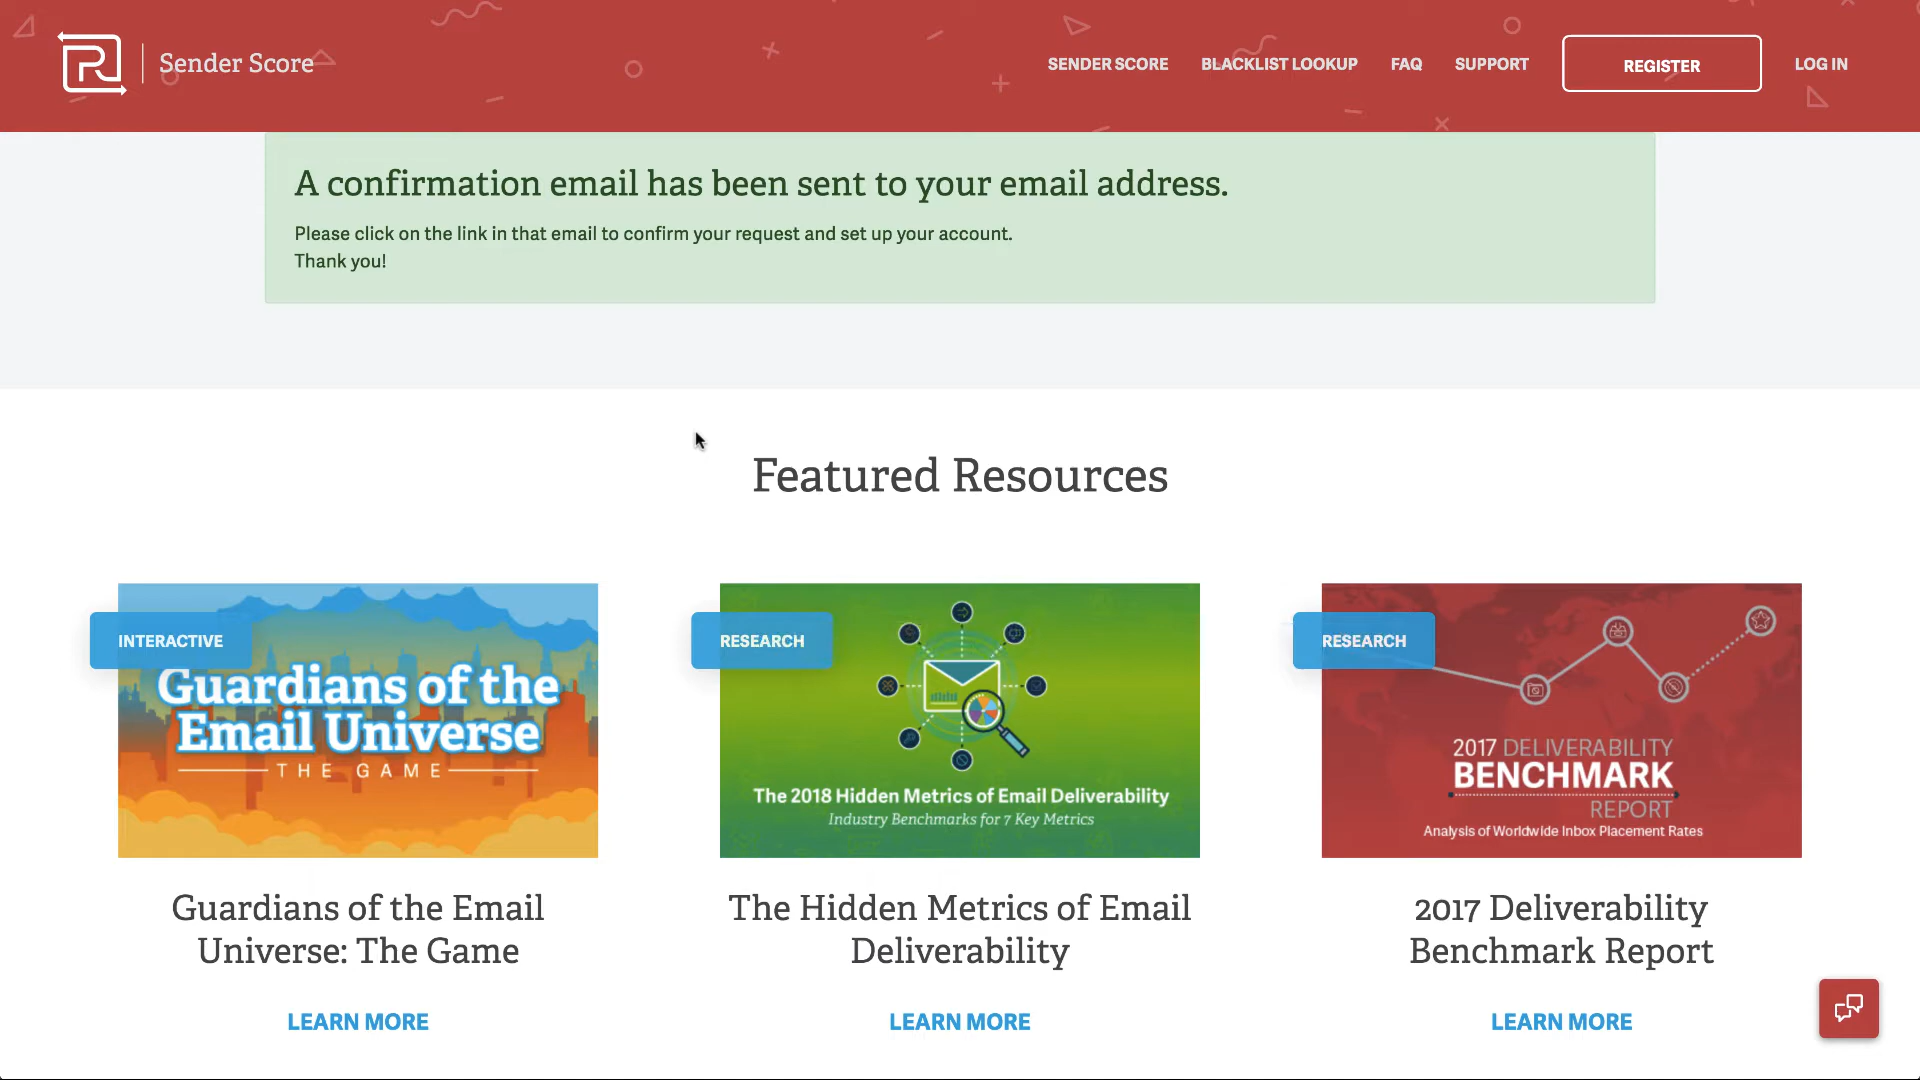 Sender Score
SENDER SCORE
BLACKLIST LOOKUP
FAQ
SUPPORT
REGISTER
LOG IN
A confirmation email has been sent to your email address.
Please click on the link in that email to confirm your request and set up your account.
Thank you!
Featured Resources
INTERACTIVE
Guardians of the
Email Universe
THE GAME
Guardians of the Email
Universe: The Game
LEARN MORE
RESEARCH
The 2018 Hidden Metrics of Email Deliverability
Industry Benchmarks for 7 Key Metrics
The Hidden Metrics of Email
Deliverability
LEARN MORE
RESEARCH
2017 DELIVERABILITY
BENCHMARK
REPORT
Analysis of Worldwide Inbox Placement Rates
2017 Deliverability
Benchmark Report
LEARN MORE